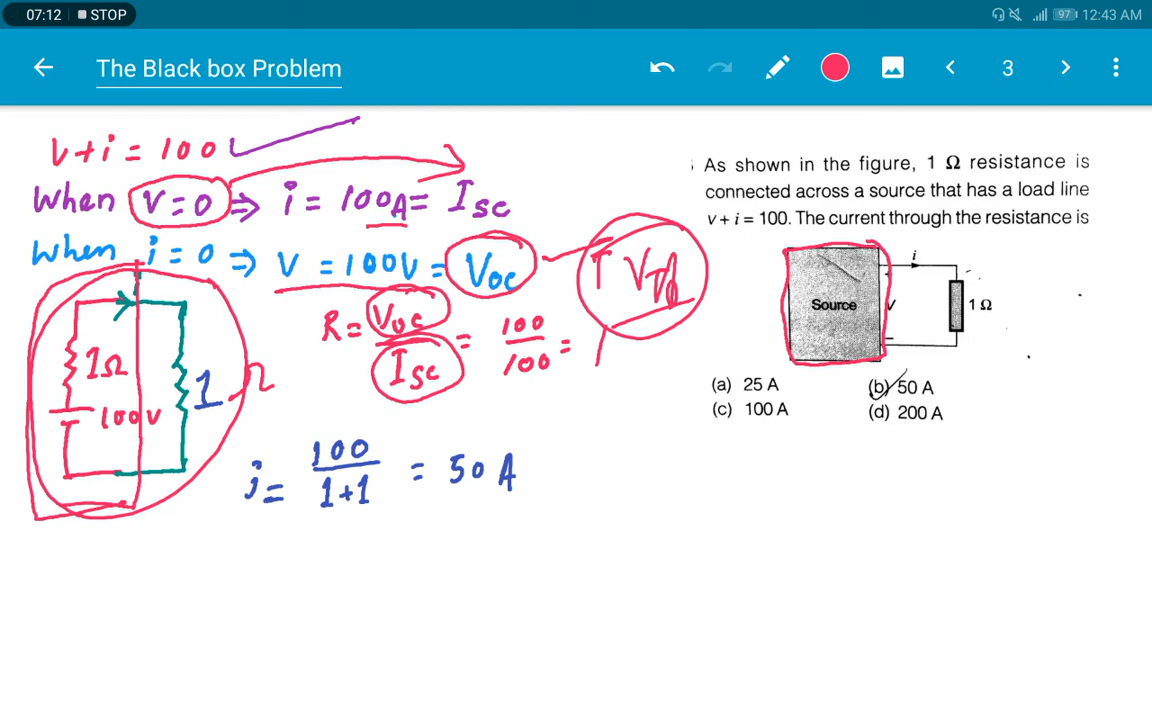 07:12 STOP
97 12:43 AM
The Black box Problem
3
V+i = 100
When V=0 ⇒ i = 100A = Isc
When i = 0 ⇒ V = 100V = Voc
VTh
R = Voc/Isc = 100/100 = 1
1Ω
100V
1 Ω
i = 100/(1+1) = 50 A
As shown in the figure, 1 Ω resistance is
connected across a source that has a load line
v + i = 100. The current through the resistance is
i
+
Source
V
1 Ω
−
(a) 25 A (b) 50 A
(c) 100 A (d) 200 A